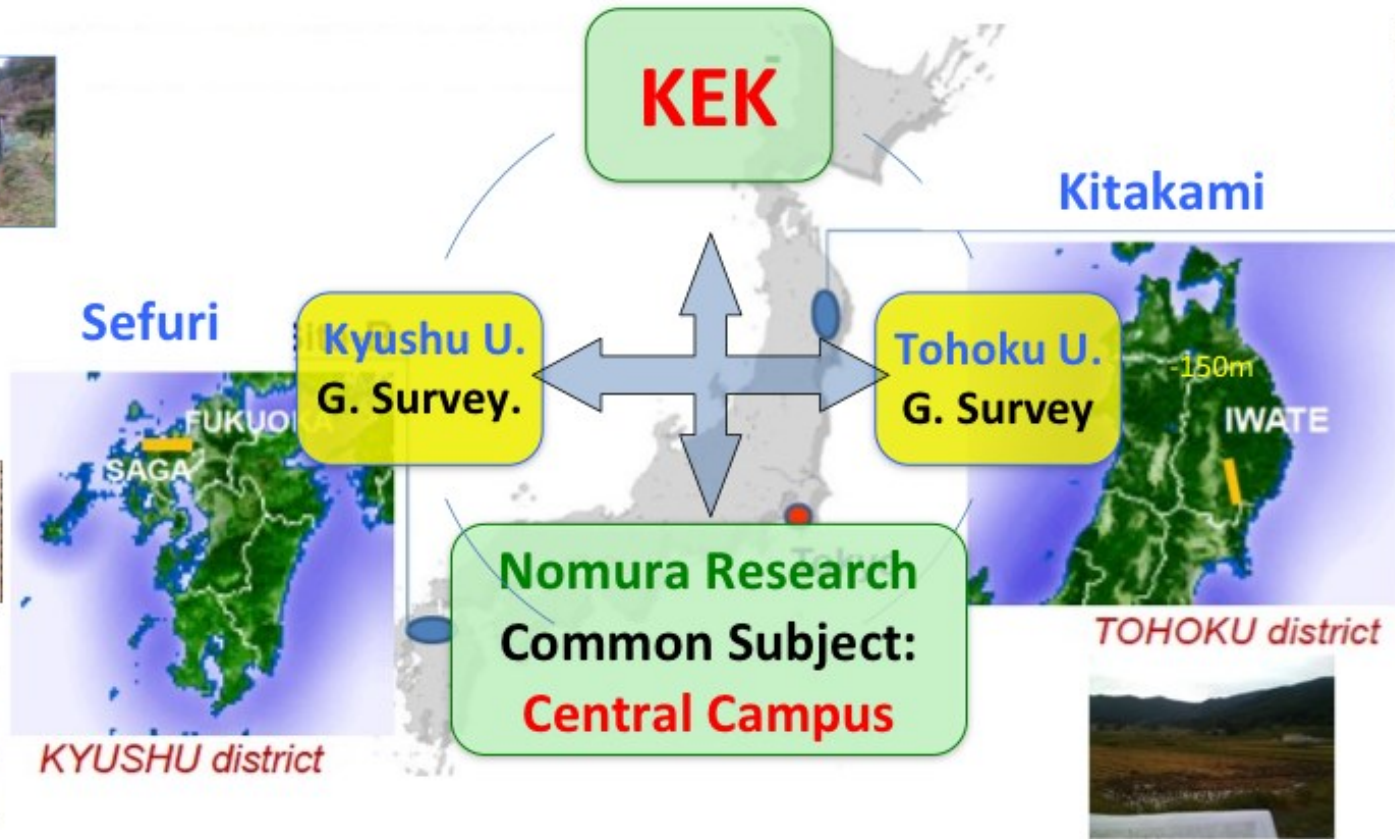 KEK
Kitakami
Sefuri
Kyushu U.
G. Survey.
Tohoku U.
G. Survey
-150m
IWATE
FUKUOKA
SAGA
Nomura Research
Common Subject:
Central Campus
TOHOKU district
KYUSHU district